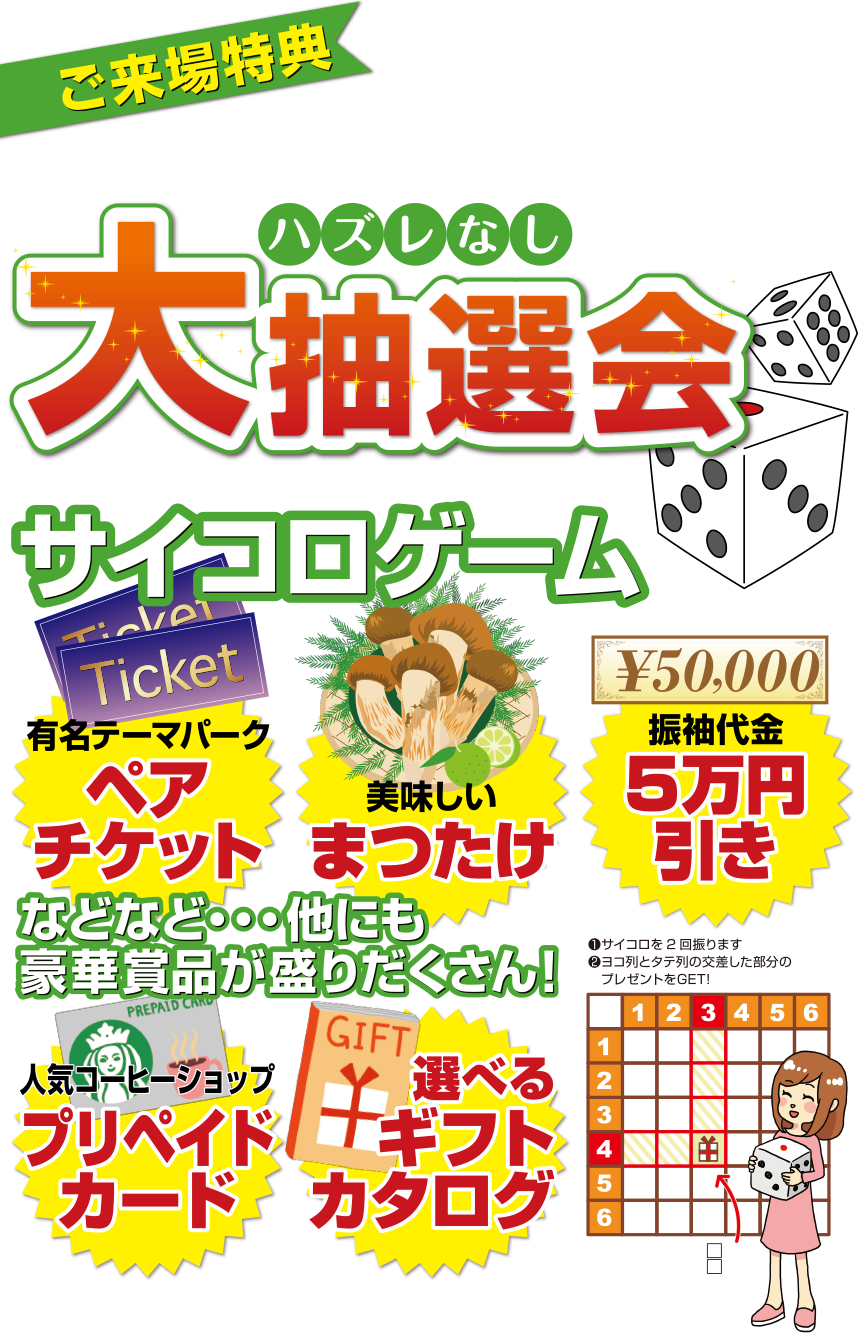 ご来場特典
ハズレなし
大抽選会
サイコロゲーム
Ticket
Ticket
有名テーマパーク
ペア
チケット
美味しい
まつたけ
¥50,000
振袖代金
5万円
引き
などなど・・・他にも
豪華賞品が盛りだくさん!
❶サイコロを2回振ります
❷ヨコ列とタテ列の交差した部分の
プレゼントをGET!
PREPAID CARD
人気コーヒーショップ
プリペイド
カード
GIFT
選べる
ギフト
カタログ
1 2 3 4 5 6
1
2
3
4
5
6